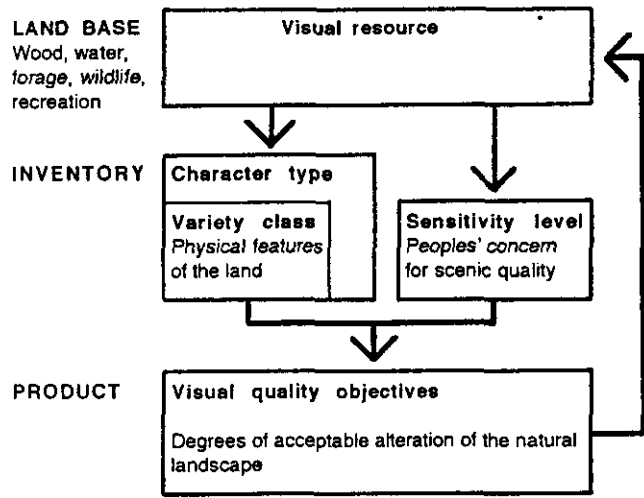 LAND BASE
Wood, water,
forage, wildlife,
recreation
Visual resource
INVENTORY
Character type
Variety class
Physical features
of the land
Sensitivity level
Peoples' concern
for scenic quality
PRODUCT
Visual quality objectives
Degrees of acceptable alteration of the natural
landscape